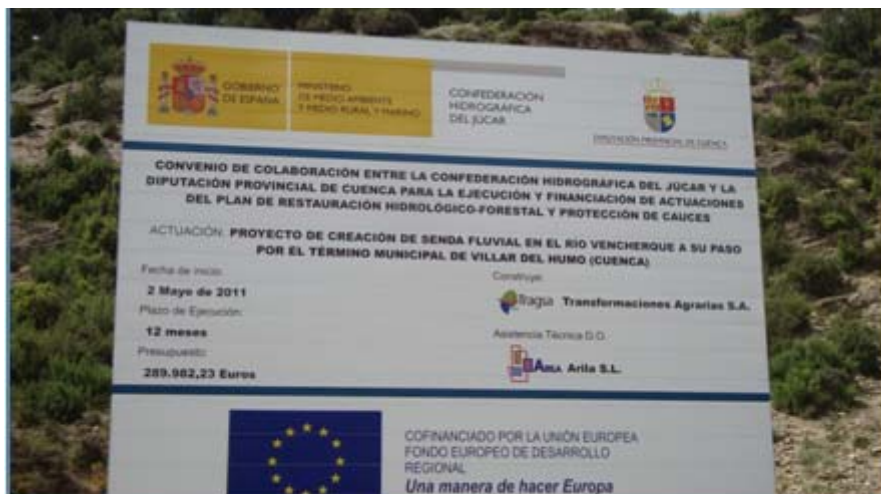 GOBIERNO
DE ESPAÑA
MINISTERIO
DE MEDIO AMBIENTE
Y MEDIO RURAL Y MARINO
CONFEDERACIÓN
HIDROGRÁFICA
DEL JÚCAR
DIPUTACIÓN PROVINCIAL DE CUENCA
CONVENIO DE COLABORACIÓN ENTRE LA CONFEDERACIÓN HIDROGRÁFICA DEL JÚCAR Y LA
DIPUTACIÓN PROVINCIAL DE CUENCA PARA LA EJECUCIÓN Y FINANCIACIÓN DE ACTUACIONES
DEL PLAN DE RESTAURACIÓN HIDROLÓGICO-FORESTAL Y PROTECCIÓN DE CAUCES
ACTUACIÓN: PROYECTO DE CREACIÓN DE SENDA FLUVIAL EN EL RÍO VENCHERQUE A SU PASO
POR EL TÉRMINO MUNICIPAL DE VILLAR DEL HUMO (CUENCA)
Fecha de inicio:
2 Mayo de 2011
Plazo de Ejecución:
12 meses
Presupuesto:
289.982,23 Euros
Construye:
Tragsa Transformaciones Agrarias S.A.
Asistencia Técnica D.O.
Arila S.L.
COFINANCIADO POR LA UNIÓN EUROPEA
FONDO EUROPEO DE DESARROLLO
REGIONAL
Una manera de hacer Europa